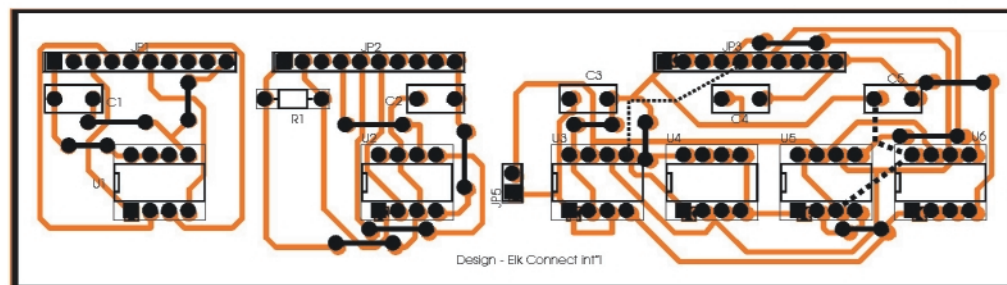 JP1
JP2
JP3
C1
C2
C3
C4
C5
R1
U1
U2
U3
U4
U5
U6
JP5
Design - Elk Connect int'l